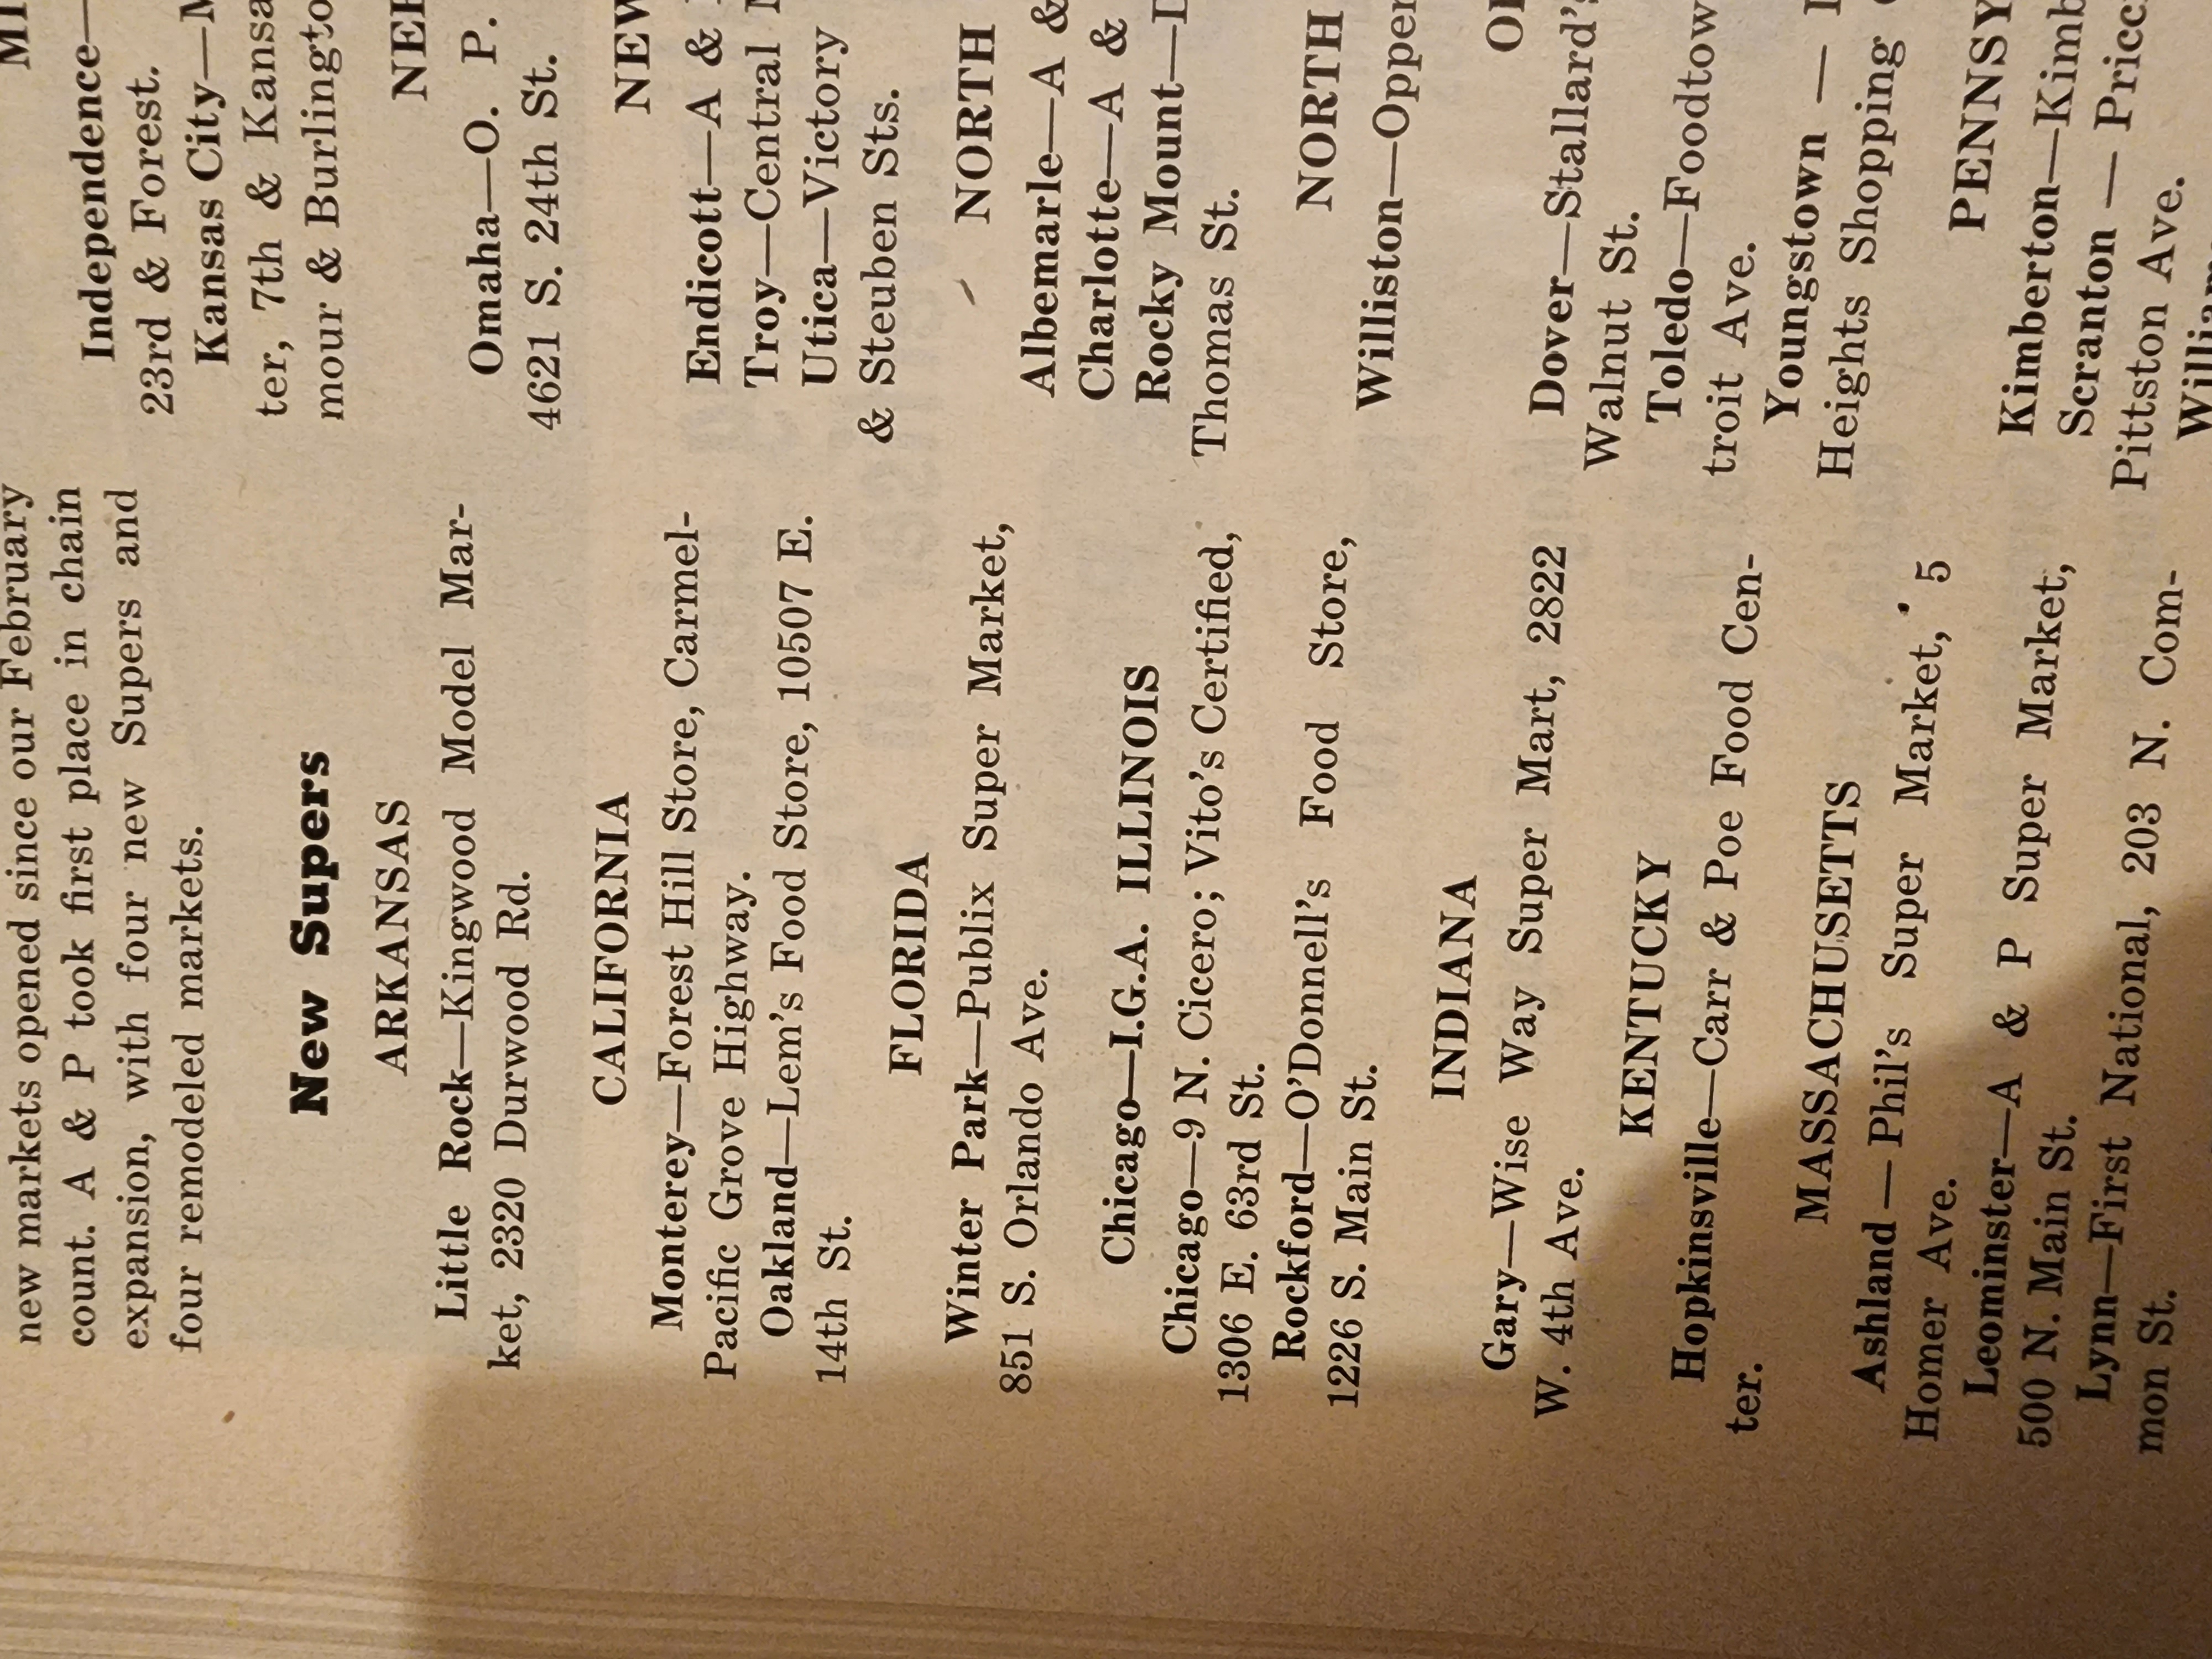 new markets opened since our February
count. A & P took first place in chain
expansion, with four new Supers and
four remodeled markets.
New Supers
ARKANSAS
Little Rock—Kingwood Model Mar-
ket, 2320 Durwood Rd.
CALIFORNIA
Monterey—Forest Hill Store, Carmel-
Pacific Grove Highway.
Oakland—Lem's Food Store, 10507 E.
14th St.
FLORIDA
Winter Park—Publix Super Market,
851 S. Orlando Ave.
Chicago—I.G.A. ILLINOIS
Chicago—9 N. Cicero; Vito's Certified,
1306 E. 63rd St.
Rockford—O'Donnell's Food Store,
1226 S. Main St.
INDIANA
Gary—Wise Way Super Mart, 2822
W. 4th Ave.
KENTUCKY
Hopkinsville—Carr & Poe Food Cen-
ter.
MASSACHUSETTS
Ashland — Phil's Super Market, 5
Homer Ave.
Leominster—A & P Super Market,
500 N. Main St.
Lynn—First National, 203 N. Com-
mon St.
Independence—
23rd & Forest.
Kansas City—
ter, 7th & Kansa
mour & Burlingto
Omaha—O. P.
4621 S. 24th St.
NEW
Endicott—A &
Troy—Central
Utica—Victory
& Steuben Sts.
NORTH
Albemarle—A &
Charlotte—A &
Rocky Mount—
Thomas St.
NORTH
Williston—Opper
Dover—Stallard's
Walnut St.
Toledo—Foodtow
troit Ave.
Youngstown —
Heights Shopping
PENNSY
Kimberton—Kimb
Scranton — Pricc
Pittston Ave.